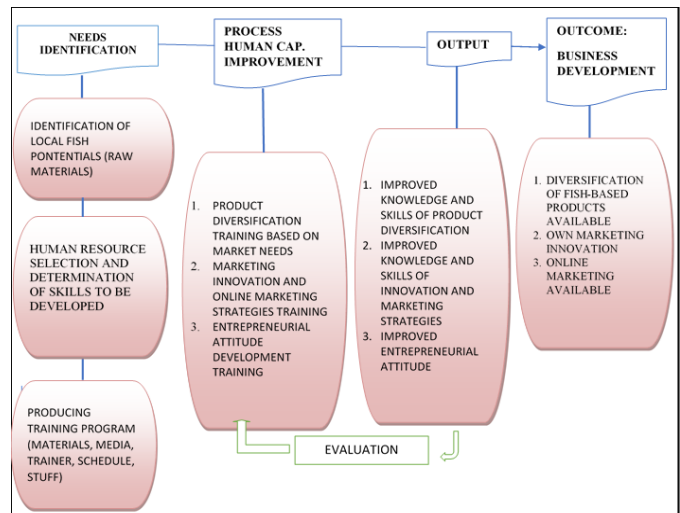 NEEDS
IDENTIFICATION
IDENTIFICATION OF
LOCAL FISH
PONTENTIALS (RAW
MATERIALS)
HUMAN RESOURCE
SELECTION AND
DETERMINATION
OF SKILLS TO BE
DEVELOPED
PRODUCING
TRAINING PROGRAM
(MATERIALS, MEDIA,
TRAINER, SCHEDULE,
STUFF)
PROCESS
HUMAN CAP.
IMPROVEMENT
1. PRODUCT
DIVERSIFICATION
TRAINING BASED ON
MARKET NEEDS
2. MARKETING
INNOVATION AND
ONLINE MARKETING
STRATEGIES TRAINING
3. ENTREPRENEURIAL
ATTITUDE
DEVELOPMENT
TRAINING
OUTPUT
1. IMPROVED
KNOWLEDGE AND
SKILLS OF PRODUCT
DIVERSIFICATION
2. IMPROVED
KNOWLEDGE AND
SKILLS OF
INNOVATION AND
MARKETING
STRATEGIES
3. IMPROVED
ENTREPRENEURIAL
ATTITUDE
OUTCOME:
BUSINESS
DEVELOPMENT
1. DIVERSIFICATION
OF FISH-BASED
PRODUCTS
AVAILABLE
2. OWN MARKETING
INNOVATION
3. ONLINE
MARKETING
AVAILABLE
EVALUATION